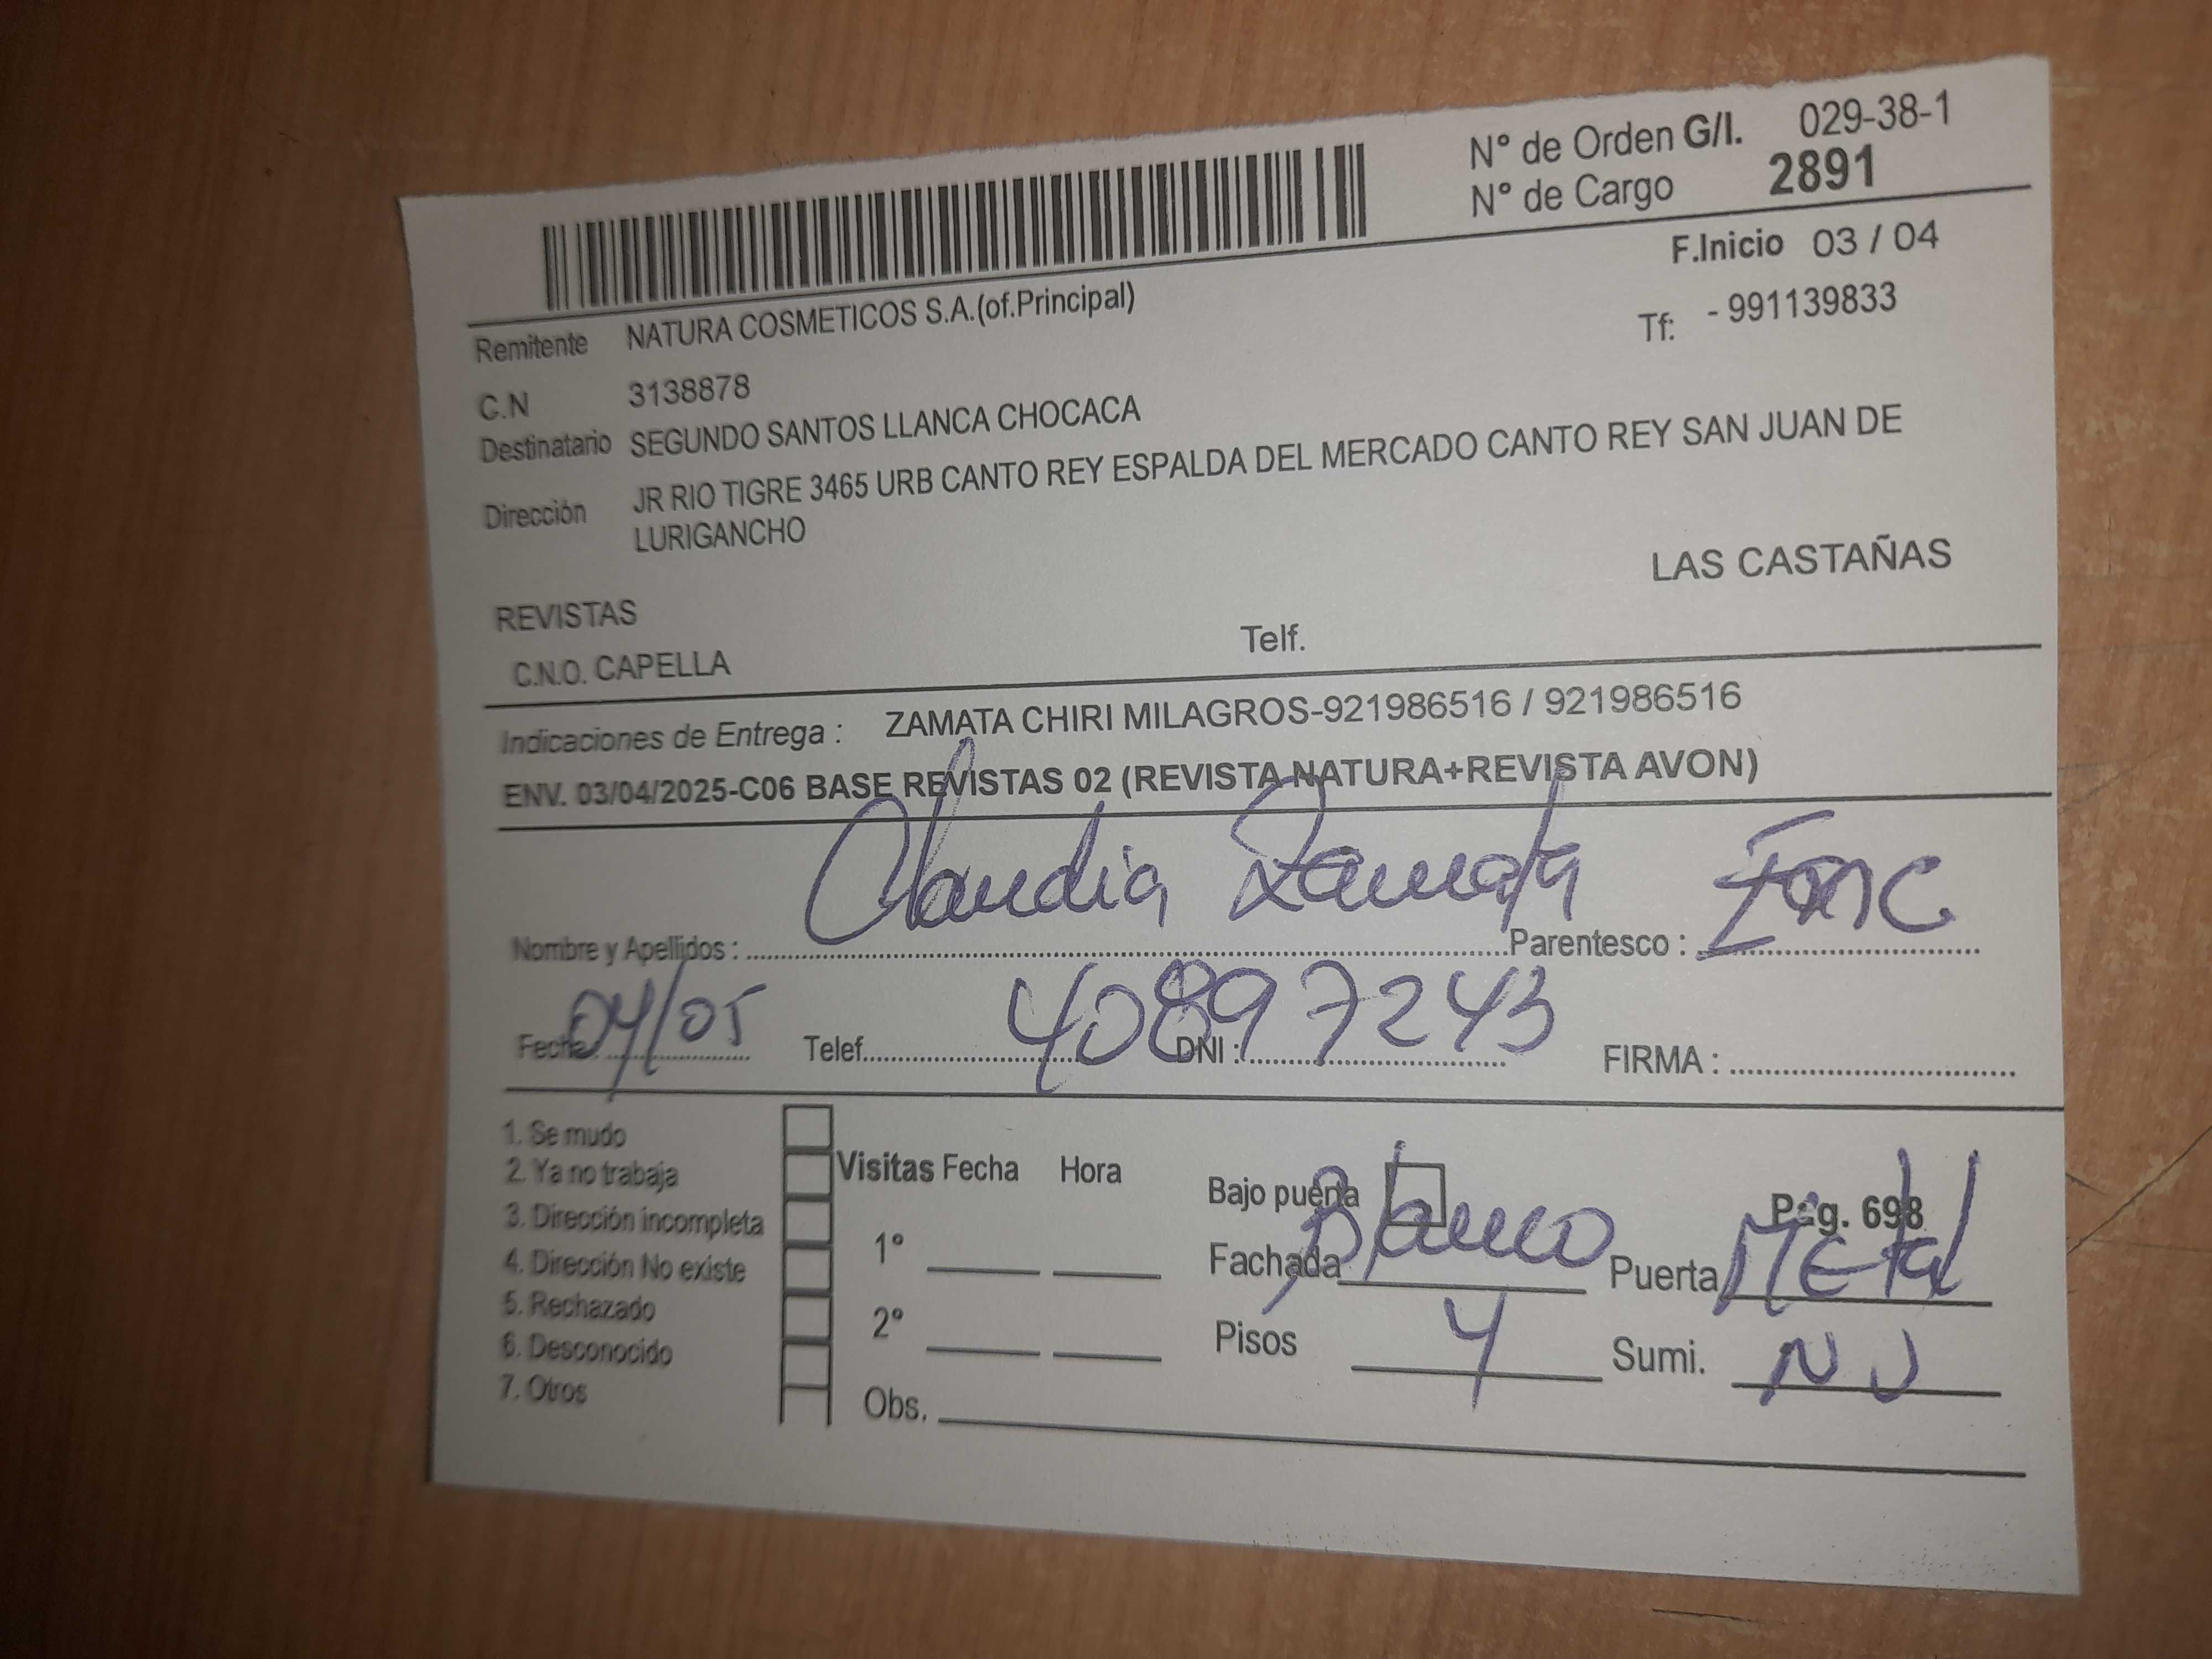 N° de Orden G/I. 029-38-1
N° de Cargo 2891
F.Inicio 03 / 04
Remitente NATURA COSMETICOS S.A.(of.Principal)
Tf: - 991139833
C.N 3138878
Destinatario SEGUNDO SANTOS LLANCA CHOCACA
Dirección JR RIO TIGRE 3465 URB CANTO REY ESPALDA DEL MERCADO CANTO REY SAN JUAN DE
LURIGANCHO
LAS CASTAÑAS
REVISTAS
C.N.O. CAPELLA Telf.
Indicaciones de Entrega : ZAMATA CHIRI MILAGROS-921986516 / 921986516
ENV. 03/04/2025-C06 BASE REVISTAS 02 (REVISTA NATURA+REVISTA AVON)
Nombre y Apellidos : Claudia Zamata Parentesco :
Fecha: 04/05 Telef. DNI : 40897243 FIRMA :
1. Se mudo
2. Ya no trabaja
3. Dirección incompleta
4. Dirección No existe
5. Rechazado
6. Desconocido
7. Otros
Visitas Fecha Hora
1°
2°
Obs.
Bajo puerta Pág. 698
Fachada Blanco Puerta Metal
Pisos 4 Sumi.